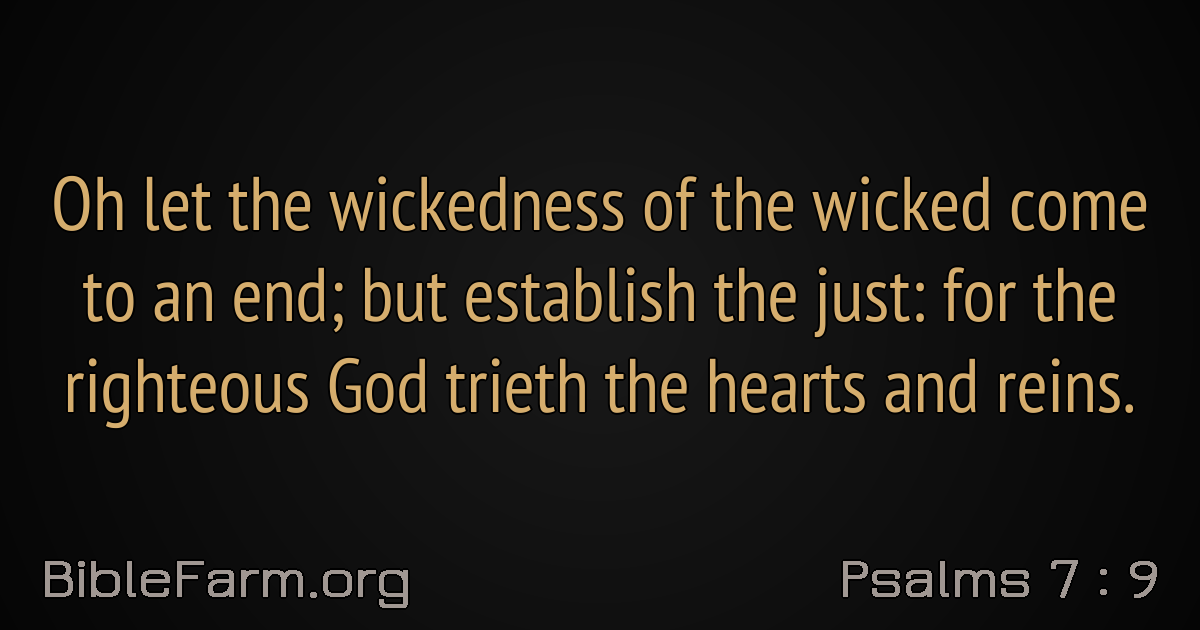 Oh let the wickedness of the wicked come
to an end; but establish the just: for the
righteous God trieth the hearts and reins.
BibleFarm.org
Psalms 7 : 9